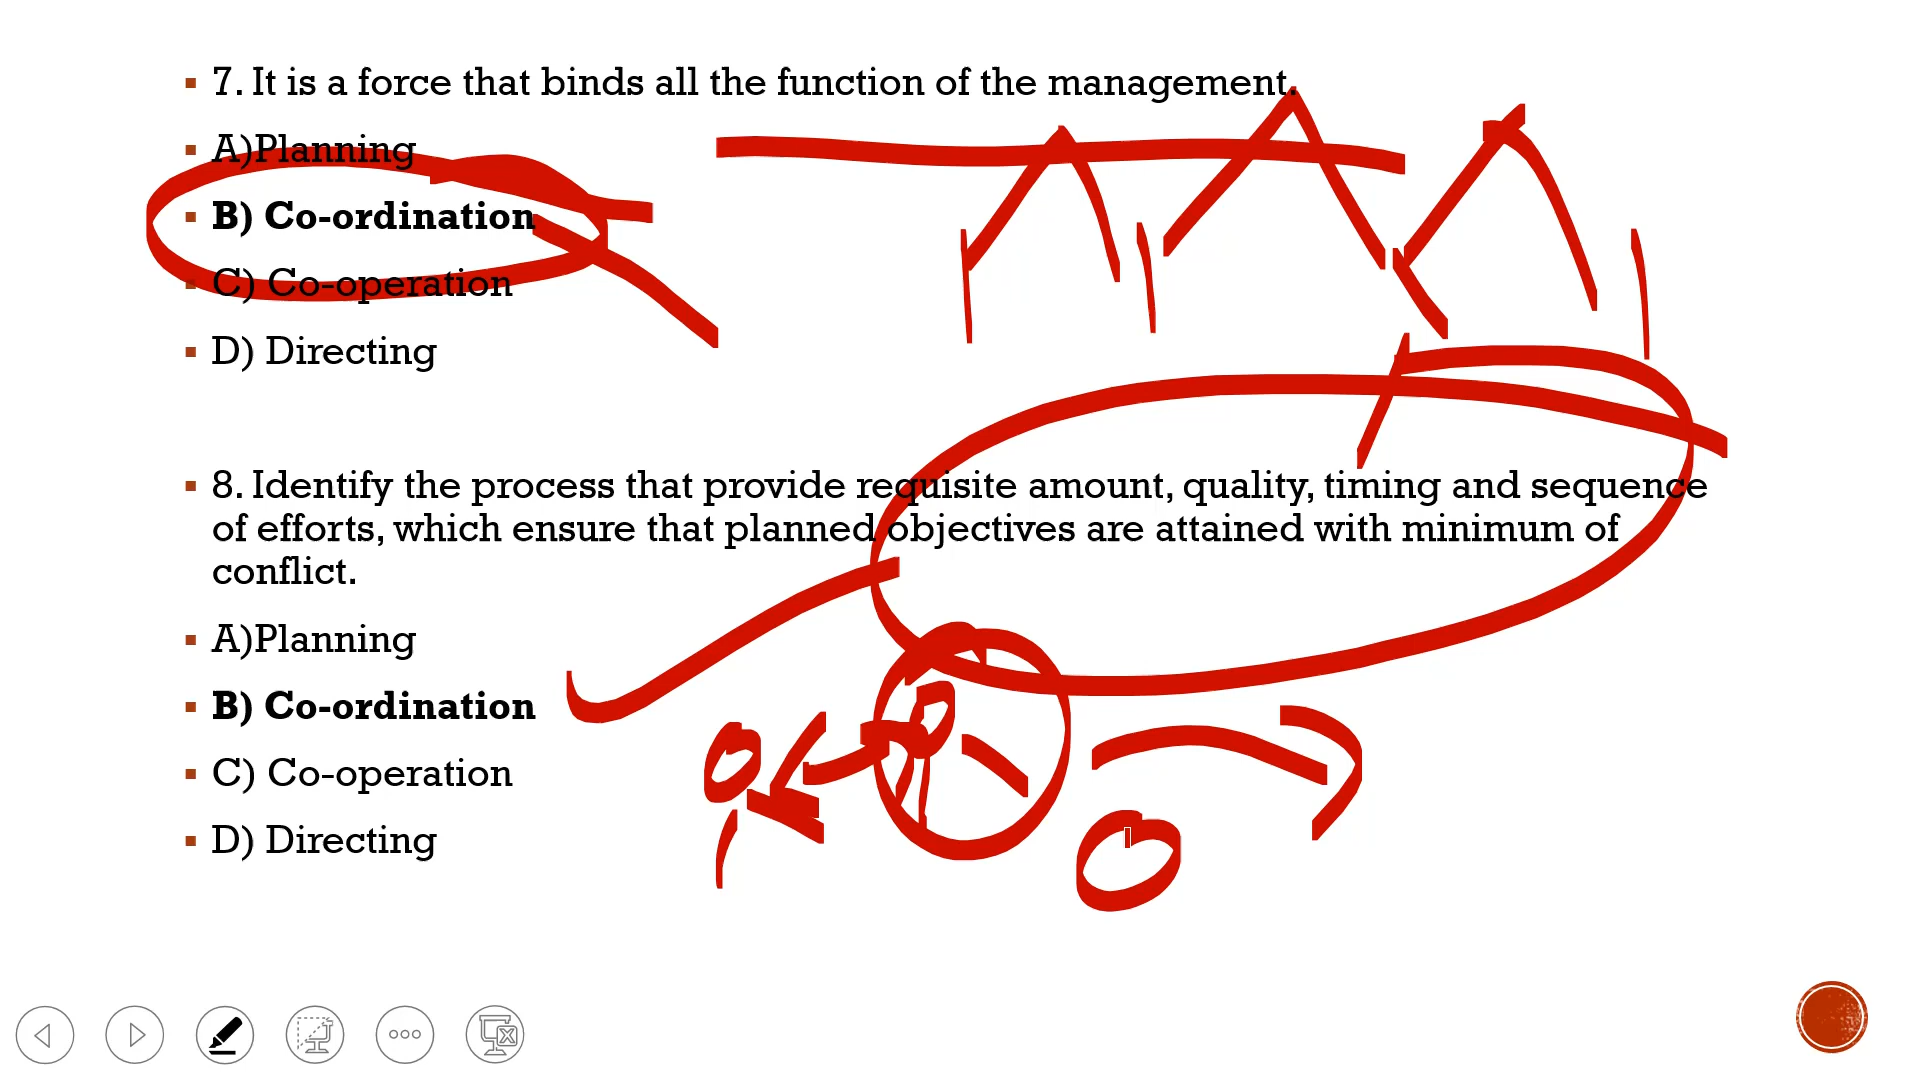 7. It is a force that binds all the function of the management.
A)Planning
B) Co-ordination
C) Co-operation
D) Directing
8. Identify the process that provide requisite amount, quality, timing and sequence
of efforts, which ensure that planned objectives are attained with minimum of
conflict.
A)Planning
B) Co-ordination
C) Co-operation
D) Directing